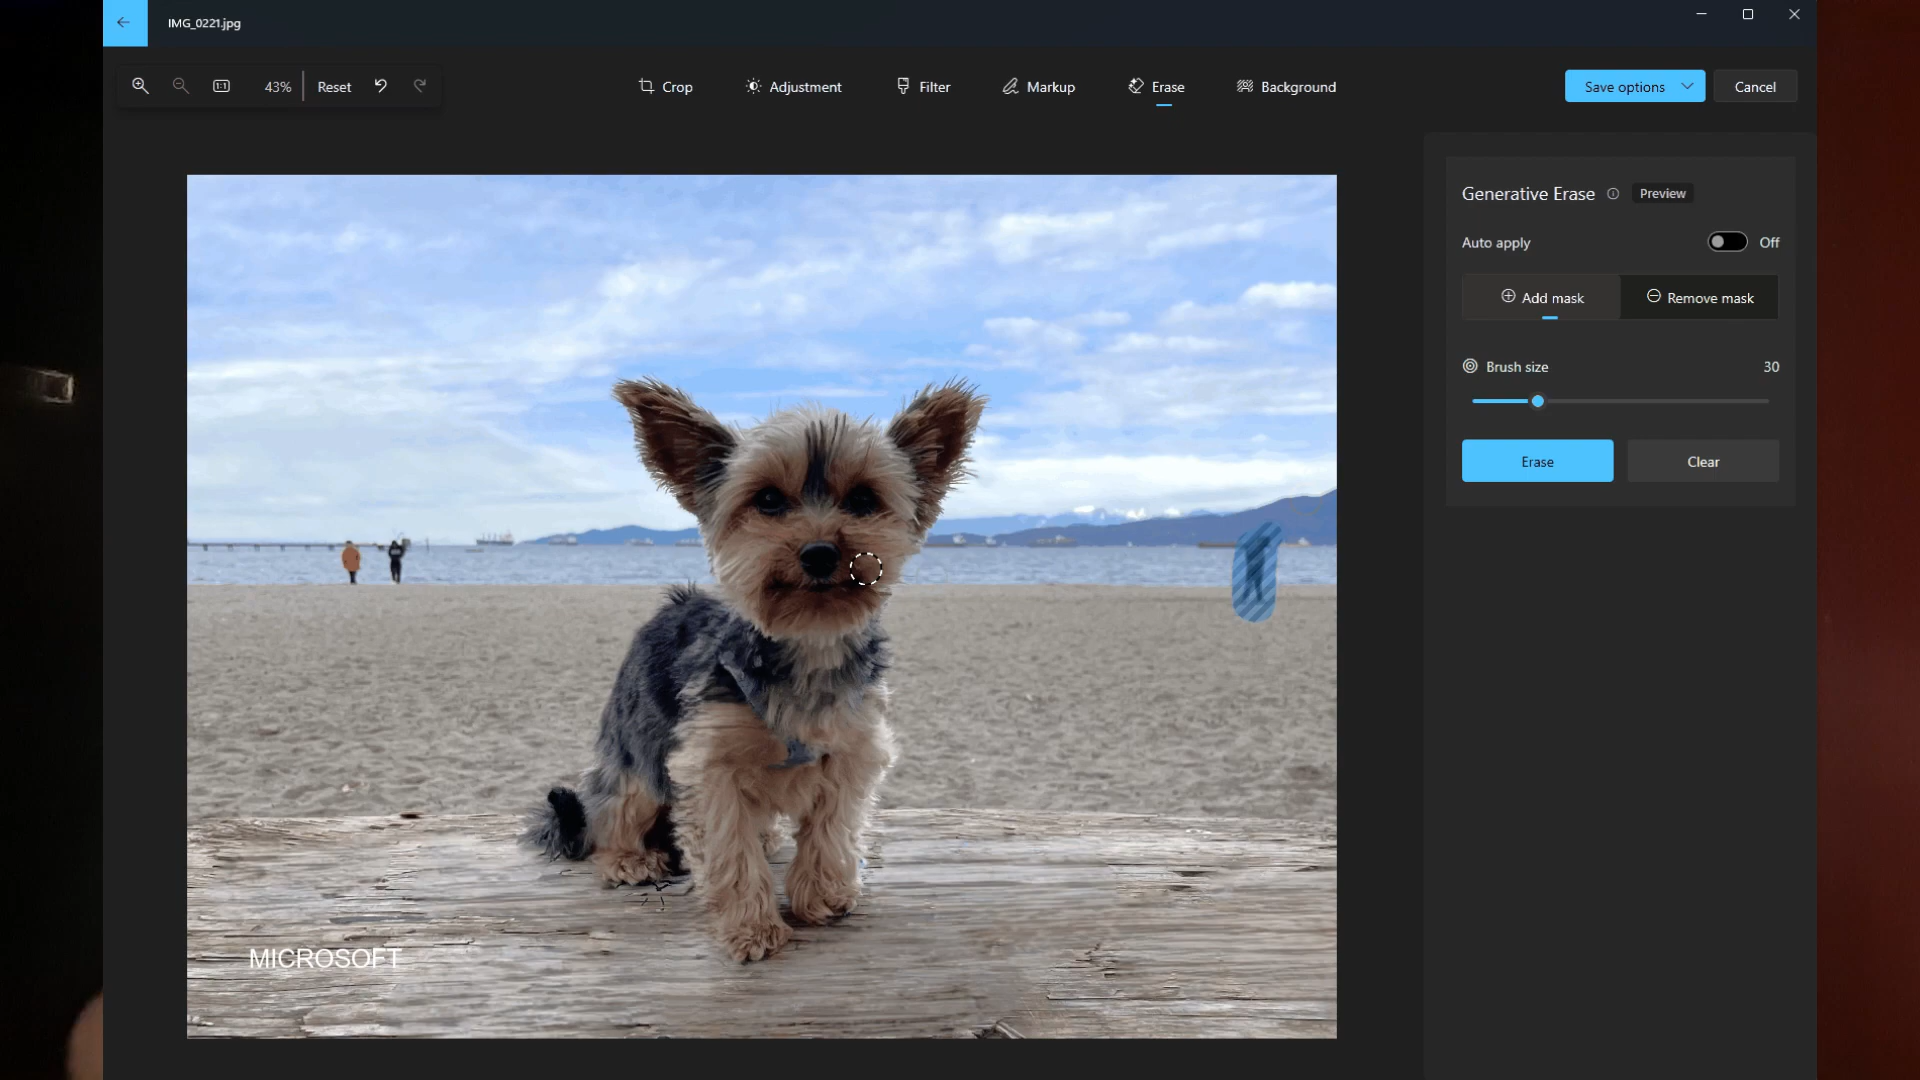 IMG_0221.jpg
43% Reset
Crop Adjustment Filter Markup Erase Background
Save options Cancel
Generative Erase Preview
Auto apply Off
Add mask Remove mask
Brush size 30
Erase Clear
MICROSOFT